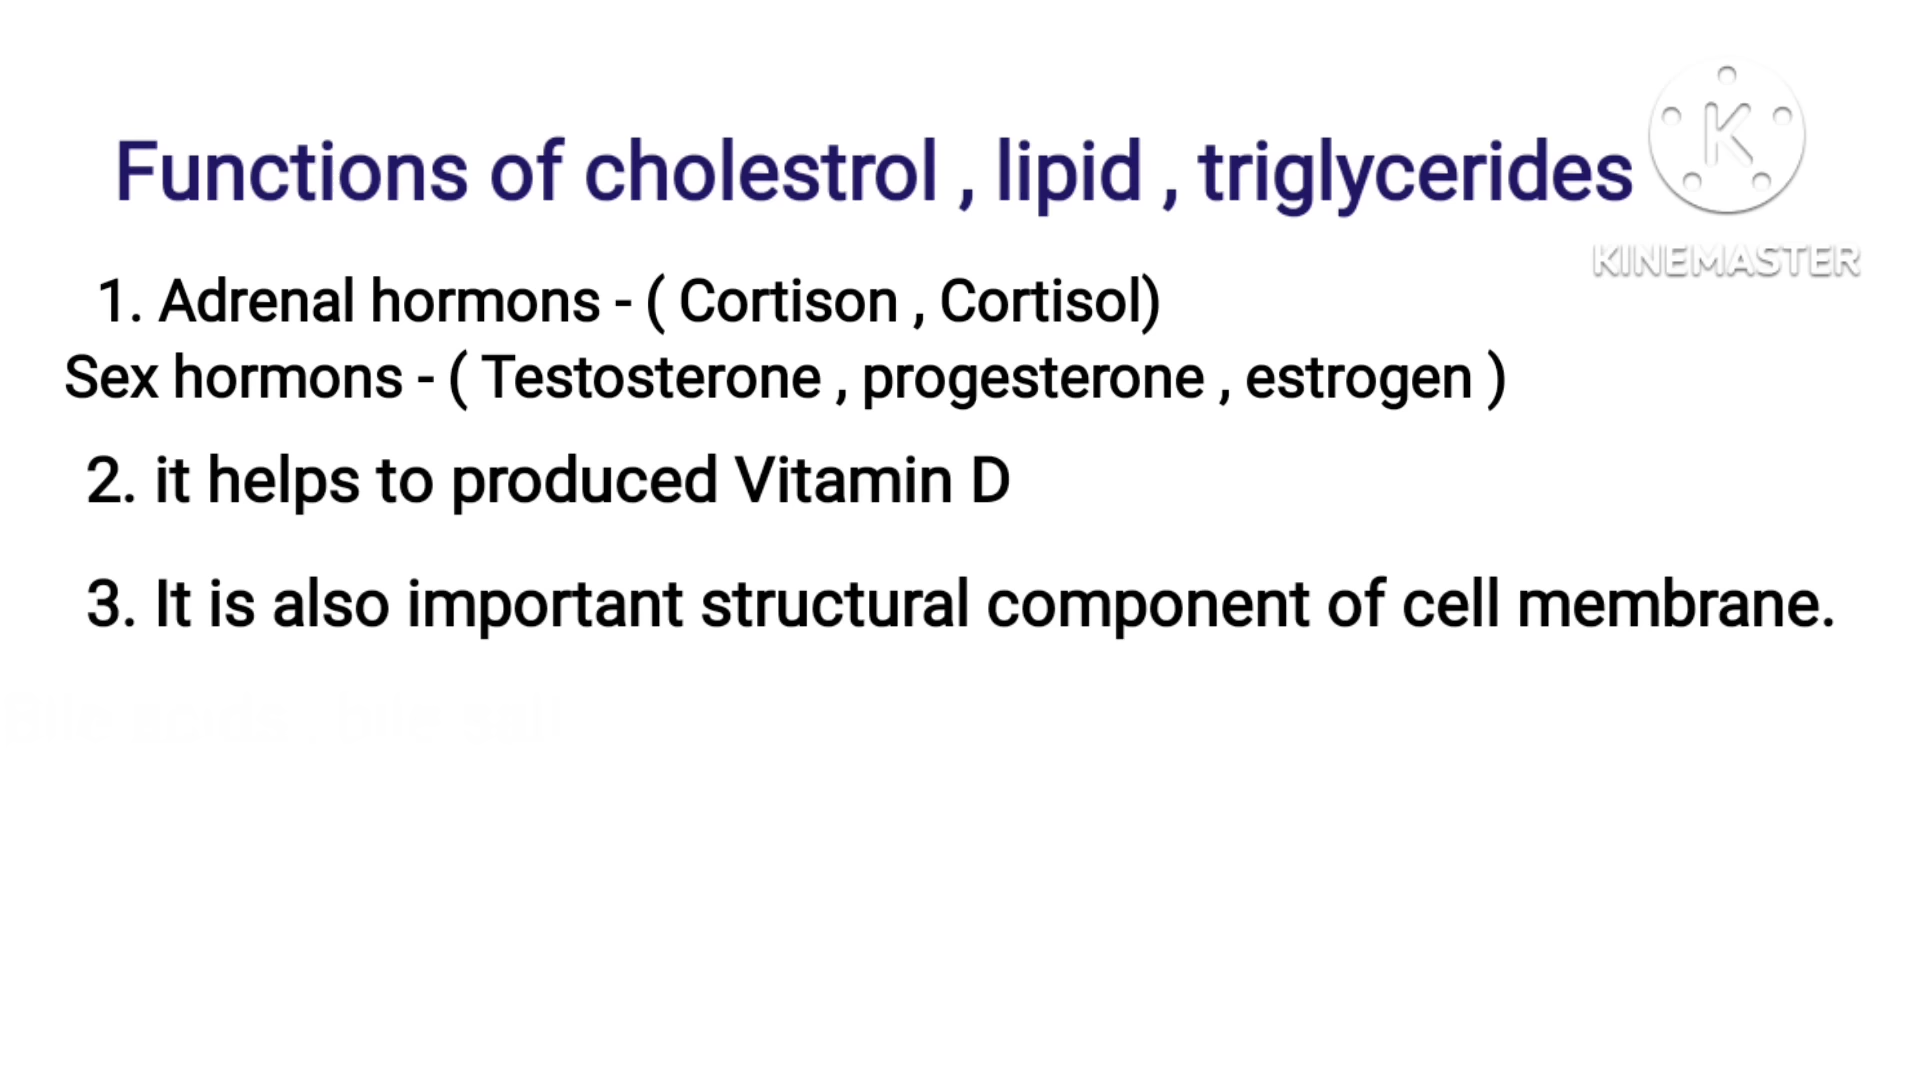 Functions of cholestrol , lipid , triglycerides
K
KINEMASTER
1. Adrenal hormons - ( Cortison , Cortisol)
Sex hormons - ( Testosterone , progesterone , estrogen )
2. it helps to produced Vitamin D
3. It is also important structural component of cell membrane.